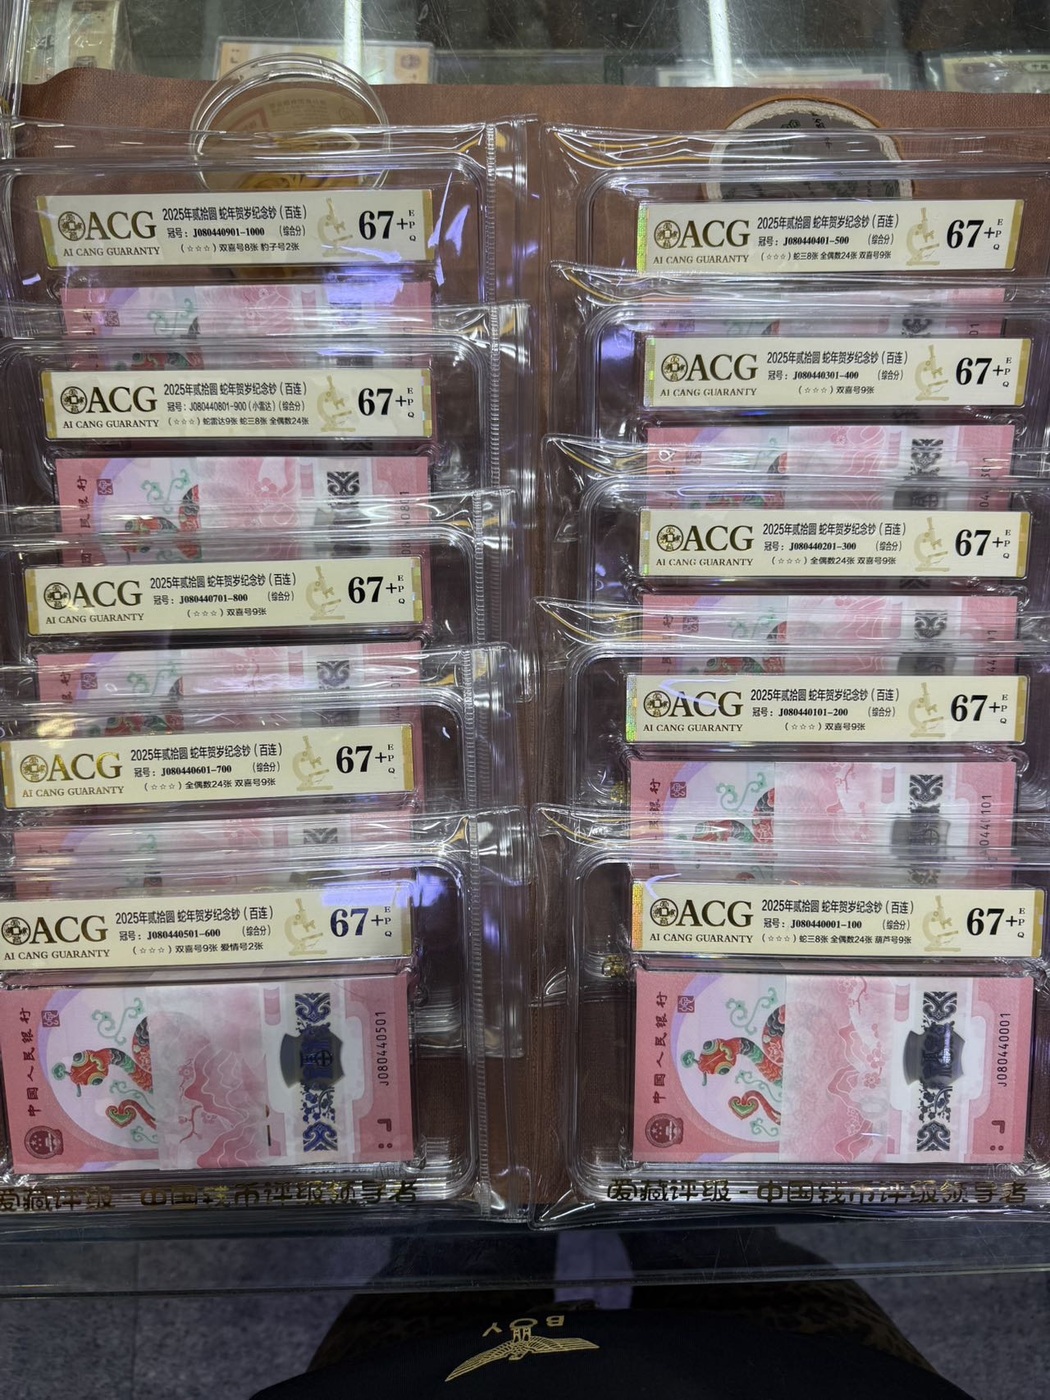 ACG
AI CANG GUARANTY
2025年贰拾圆 蛇年贺岁纪念钞 (百连)
冠号: J080440901-1000 (综合分)
(☆☆☆) 双喜号8张 豹子号2张
67+
EPQ
ACG
AI CANG GUARANTY
2025年贰拾圆 蛇年贺岁纪念钞 (百连)
冠号: J080440801-900 (小雷达) (综合分)
(☆☆☆) 蛇雷达9张 蛇三8张 全偶数24张
67+
EPQ
ACG
AI CANG GUARANTY
2025年贰拾圆 蛇年贺岁纪念钞 (百连)
冠号: J080440701-800 (综合分)
(☆☆☆) 双喜号9张
67+
EPQ
ACG
AI CANG GUARANTY
2025年贰拾圆 蛇年贺岁纪念钞 (百连)
冠号: J080440601-700 (综合分)
(☆☆☆) 全偶数24张 双喜号9张
67+
EPQ
ACG
AI CANG GUARANTY
2025年贰拾圆 蛇年贺岁纪念钞 (百连)
冠号: J080440501-600 (综合分)
(☆☆☆) 双喜号9张 爱情号2张
67+
EPQ
中国人民银行
J080440501
爱藏评级 - 中国钱币评级领导者
ACG
AI CANG GUARANTY
2025年贰拾圆 蛇年贺岁纪念钞 (百连)
冠号: J080440401-500 (综合分)
(☆☆☆) 蛇三8张 全偶数24张 双喜号9张
67+
EPQ
ACG
AI CANG GUARANTY
2025年贰拾圆 蛇年贺岁纪念钞 (百连)
冠号: J080440301-400 (综合分)
(☆☆☆) 双喜号9张
67+
EPQ
ACG
AI CANG GUARANTY
2025年贰拾圆 蛇年贺岁纪念钞 (百连)
冠号: J080440201-300 (综合分)
(☆☆☆) 全偶数24张 双喜号9张
67+
EPQ
ACG
AI CANG GUARANTY
2025年贰拾圆 蛇年贺岁纪念钞 (百连)
冠号: J080440101-200 (综合分)
(☆☆☆) 双喜号9张
67+
EPQ
ACG
AI CANG GUARANTY
2025年贰拾圆 蛇年贺岁纪念钞 (百连)
冠号: J080440001-100 (综合分)
(☆☆☆) 蛇三8张 全偶数24张 葫芦号9张
67+
EPQ
中国人民银行
J080440001
爱藏评级 - 中国钱币评级领导者
BOY